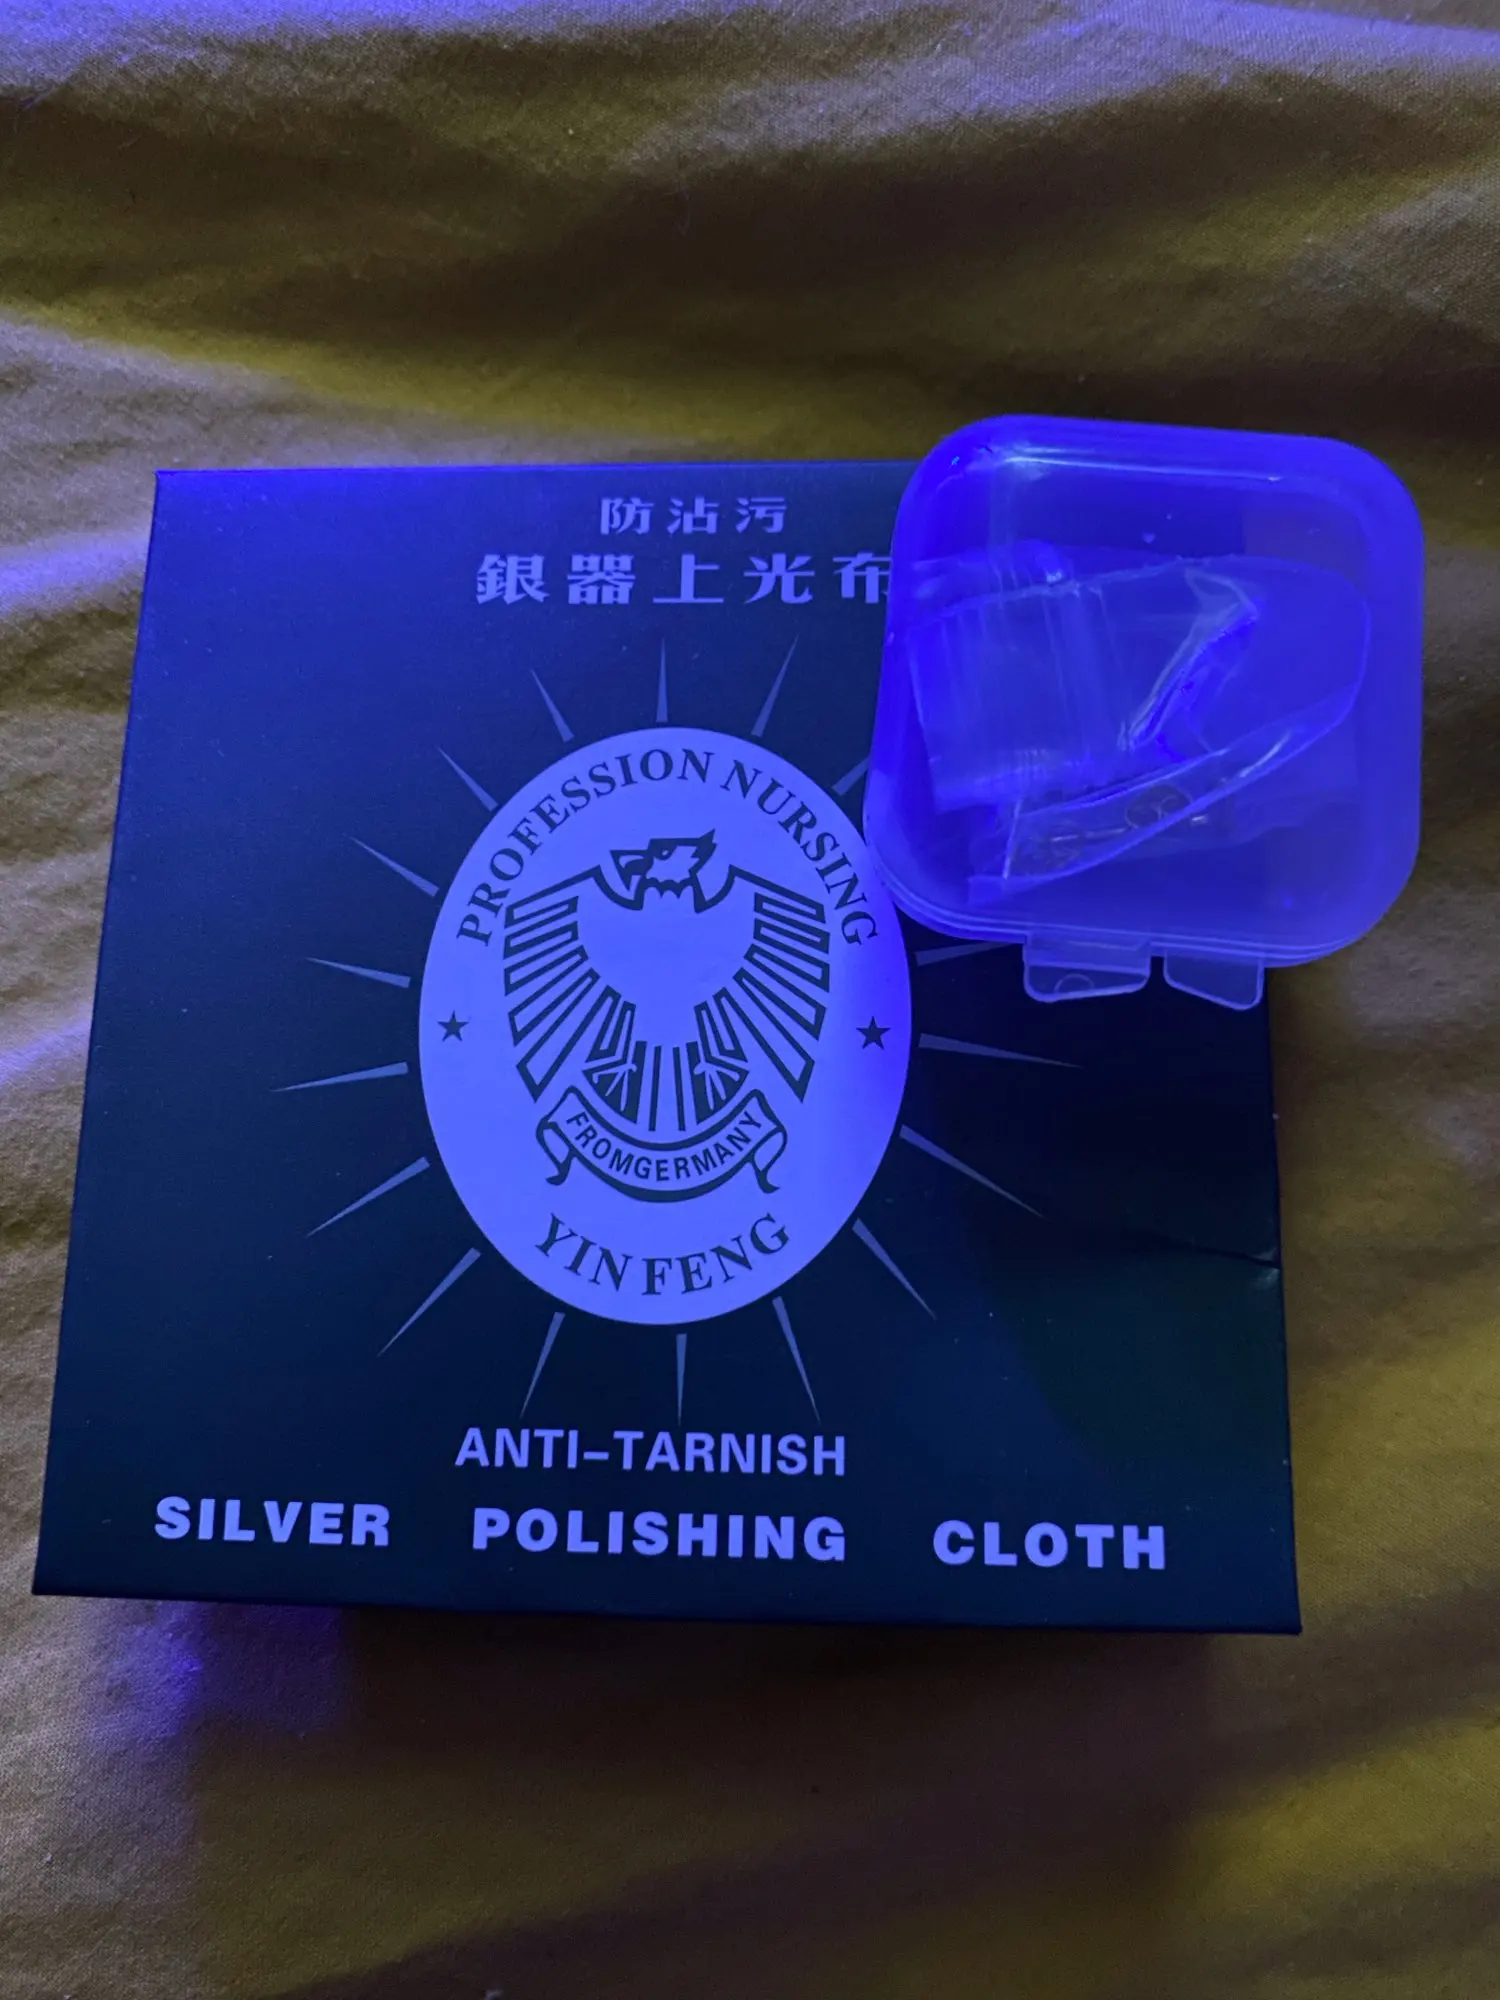 防沾污
銀器上光布
PROFESSION NURSING
FROMGERMANY
YIN FENG
ANTI-TARNISH
SILVER POLISHING CLOTH